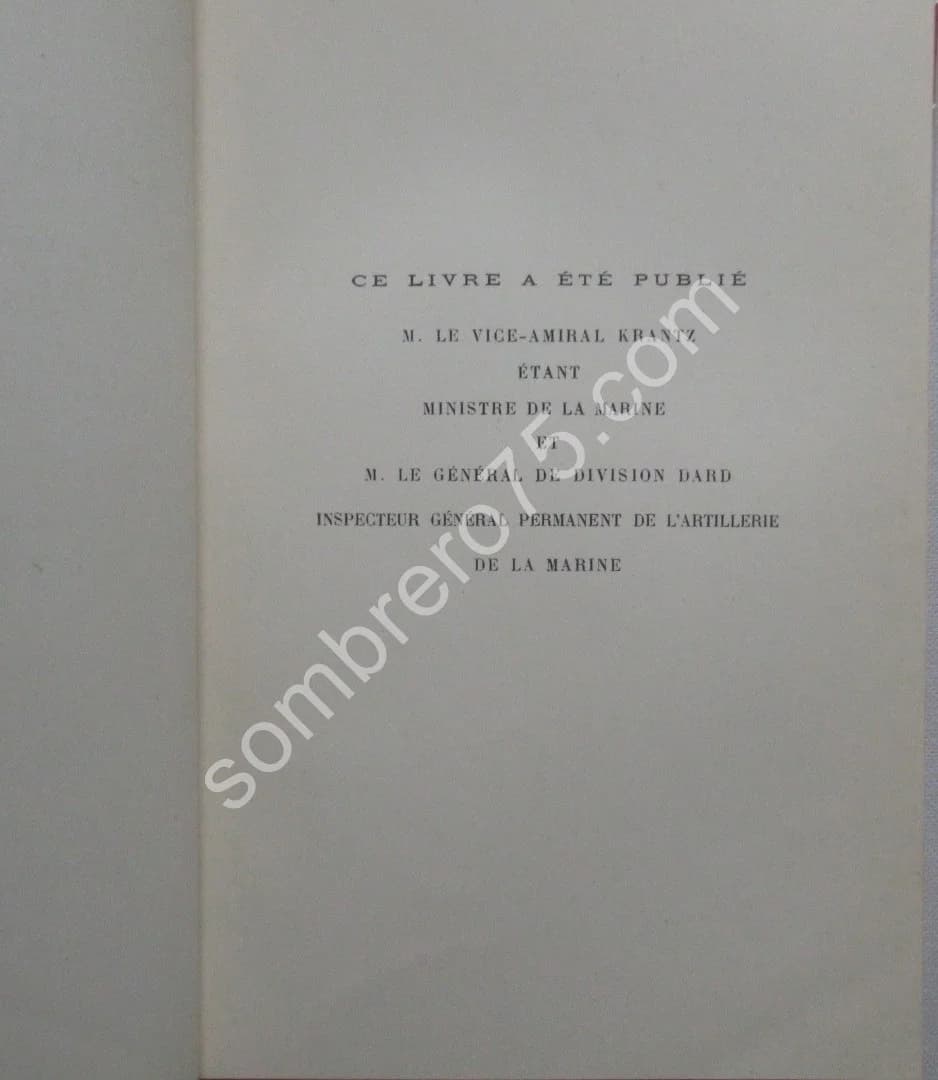 CE LIVRE A ÉTÉ PUBLIÉ
M. LE VICE-AMIRAL KRANTZ
ÉTANT
MINISTRE DE LA MARINE
ET
M. LE GÉNÉRAL DE DIVISION DARD
INSPECTEUR GÉNÉRAL PERMANENT DE L'ARTILLERIE
DE LA MARINE
sombrero75.com